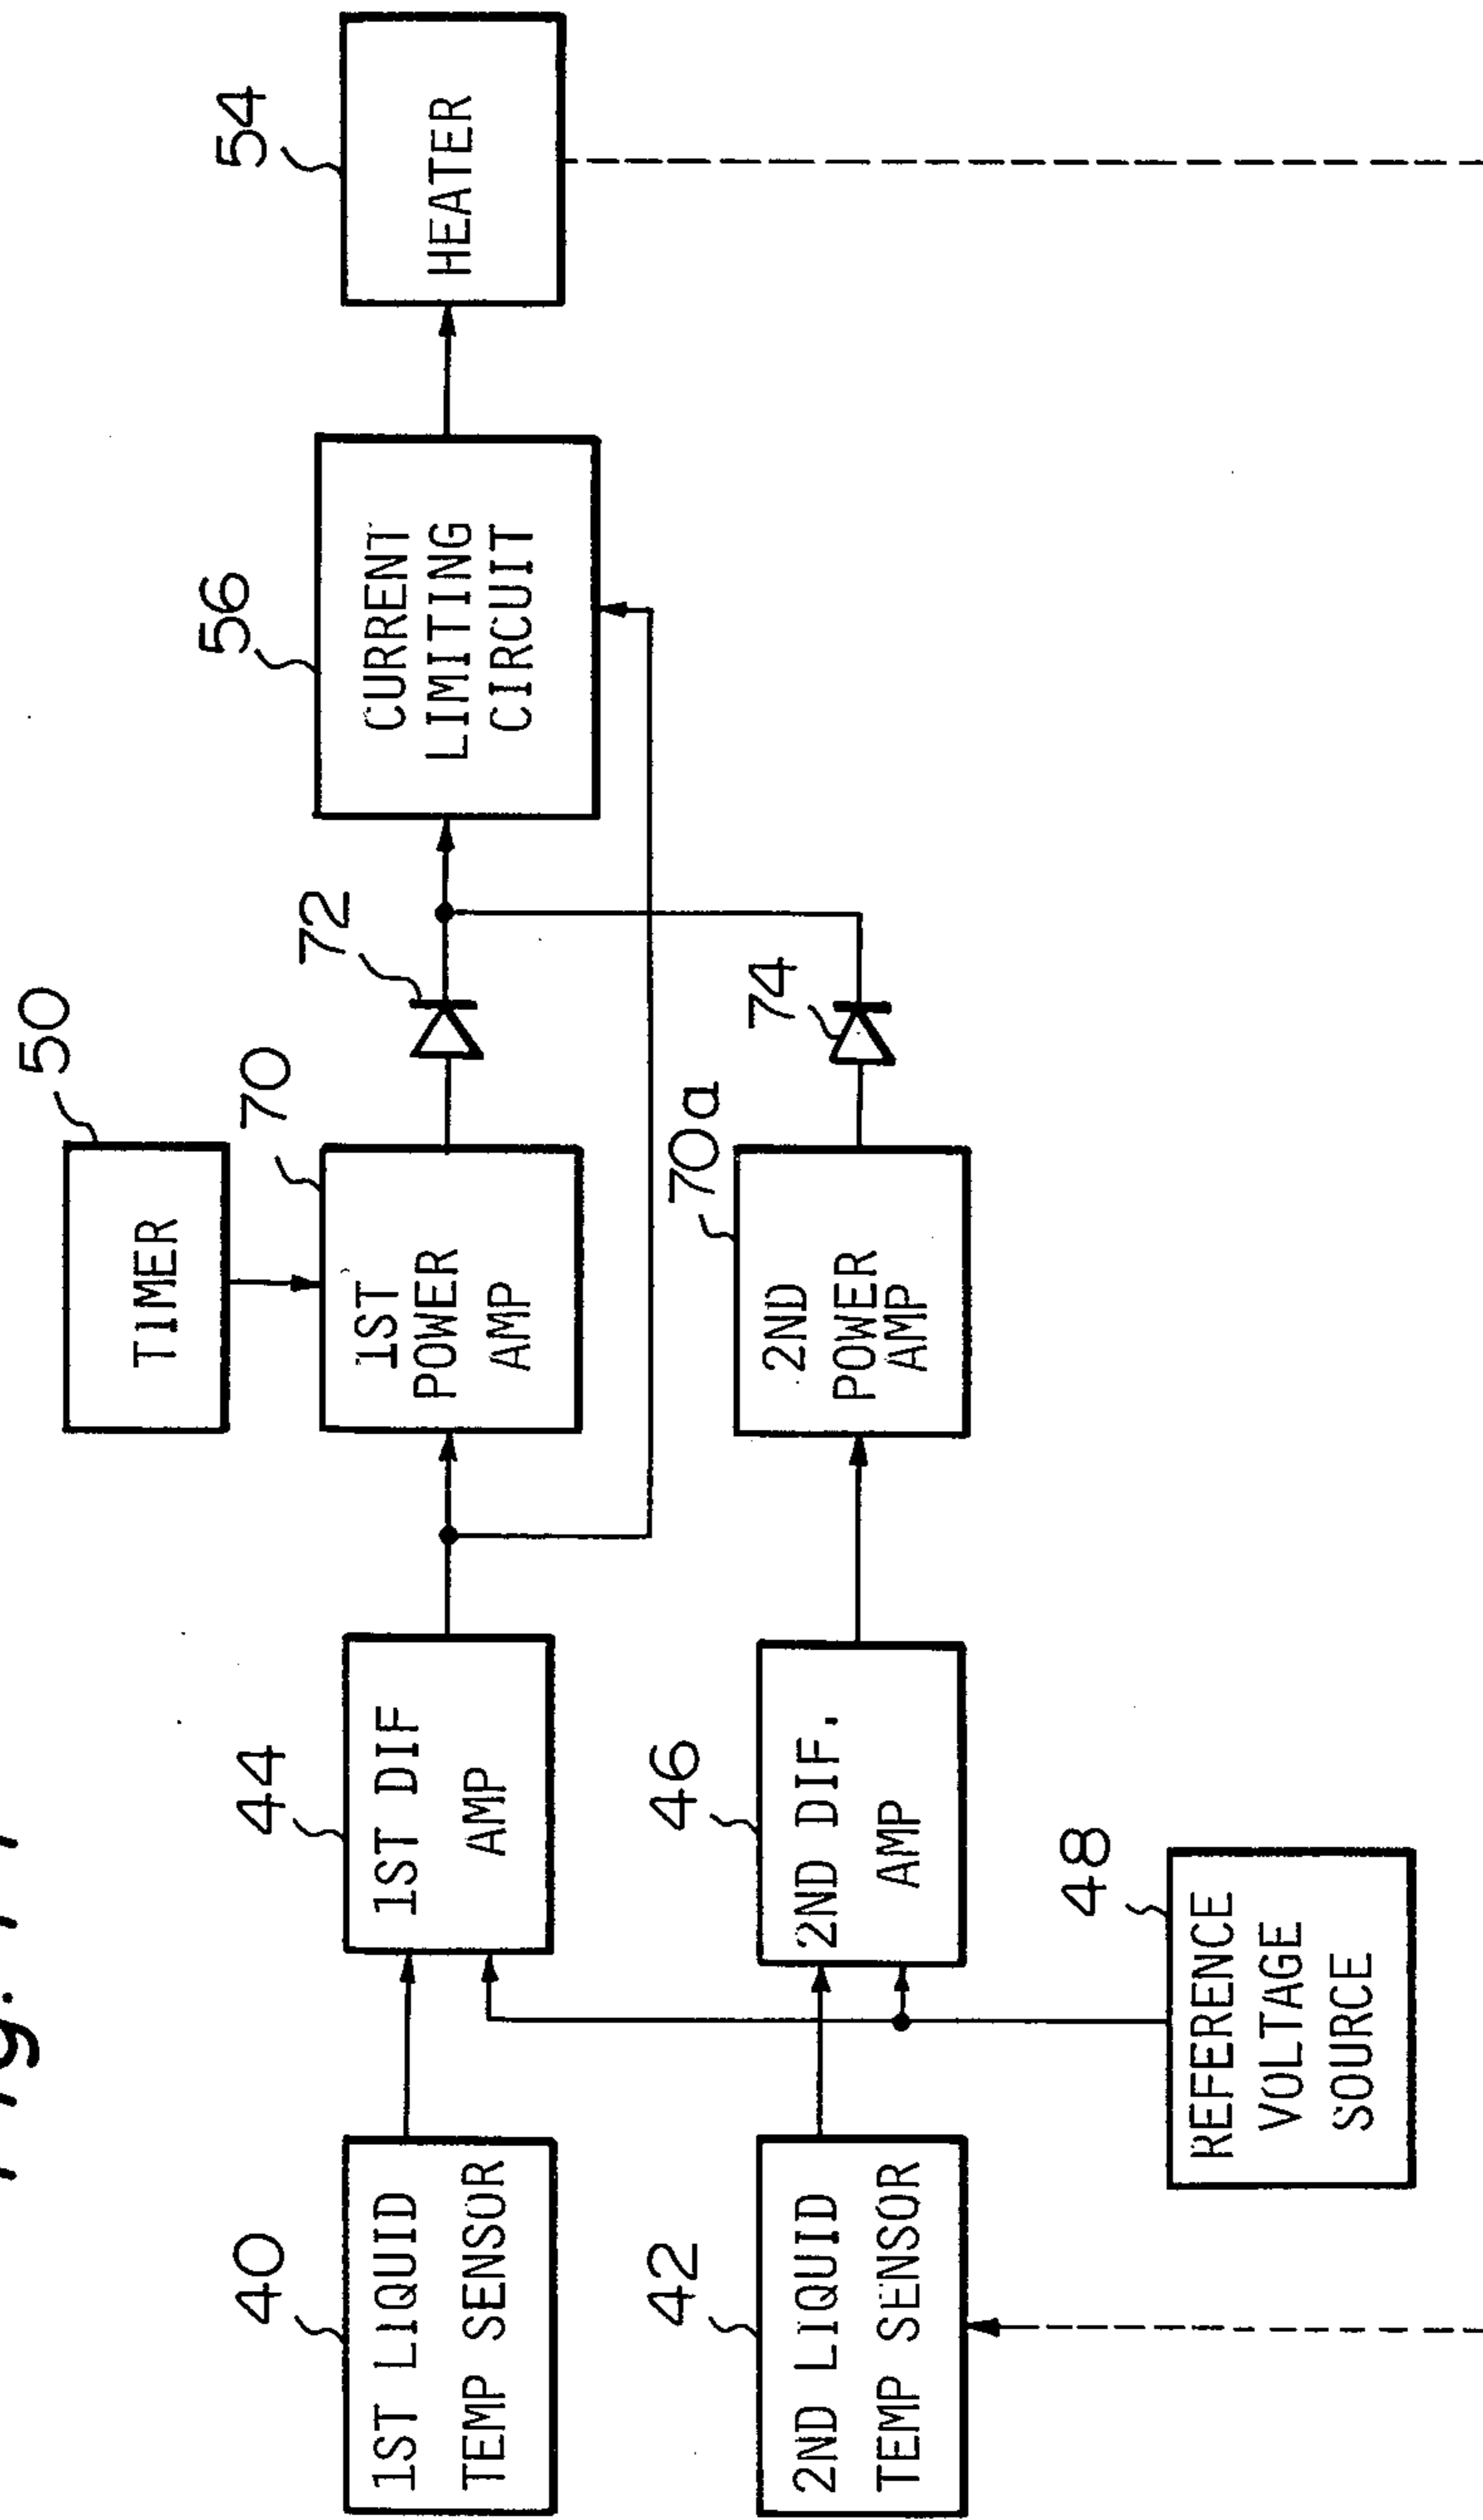 50
TIMER
40
1ST LIQUID
TEMP SENSOR
44
1ST DIF
AMP
70
1ST
POWER
AMP
72
56
CURRENT
LIMITING
CIRCUIT
54
HEATER
42
2ND LIQUID
TEMP SENSOR
46
2ND DIF.
AMP
70a
2ND
POWER
AMP
74
48
REFERENCE
VOLTAGE
SOURCE